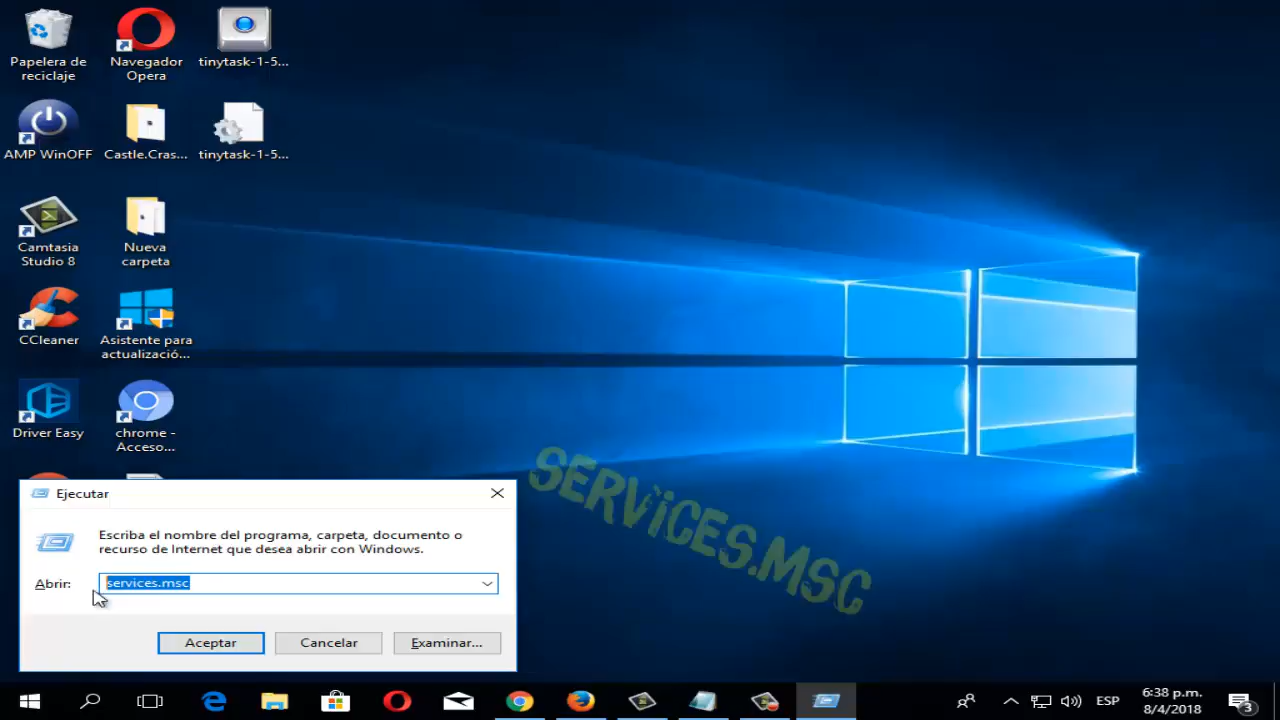 Papelera de
reciclaje
Navegador
Opera
tinytask-1-5...
AMP WinOFF
Castle.Cras...
tinytask-1-5...
Camtasia
Studio 8
Nueva
carpeta
CCleaner
Asistente para
actualizació...
Driver Easy
chrome -
Acceso...
SERVICES.MSC
Ejecutar
Escriba el nombre del programa, carpeta, documento o
recurso de Internet que desea abrir con Windows.
Abrir:
services.msc
Aceptar
Cancelar
Examinar...
ESP
6:38 p.m.
8/4/2018
3